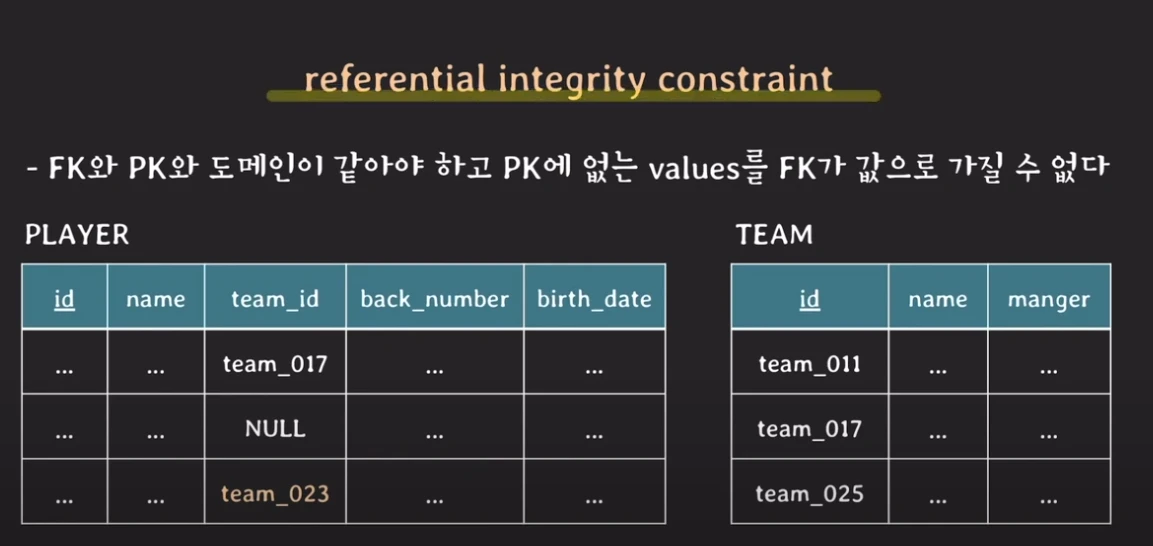 referential integrity constraint
- FK와 PK와 도메인이 같아야 하고 PK에 없는 values를 FK가 값으로 가질 수 없다
PLAYER
id name team_id back_number birth_date
... ... team_017 ... ...
... ... NULL ... ...
... ... team_023 ... ...
TEAM
id name manger
team_011 ... ...
team_017 ... ...
team_025 ... ...